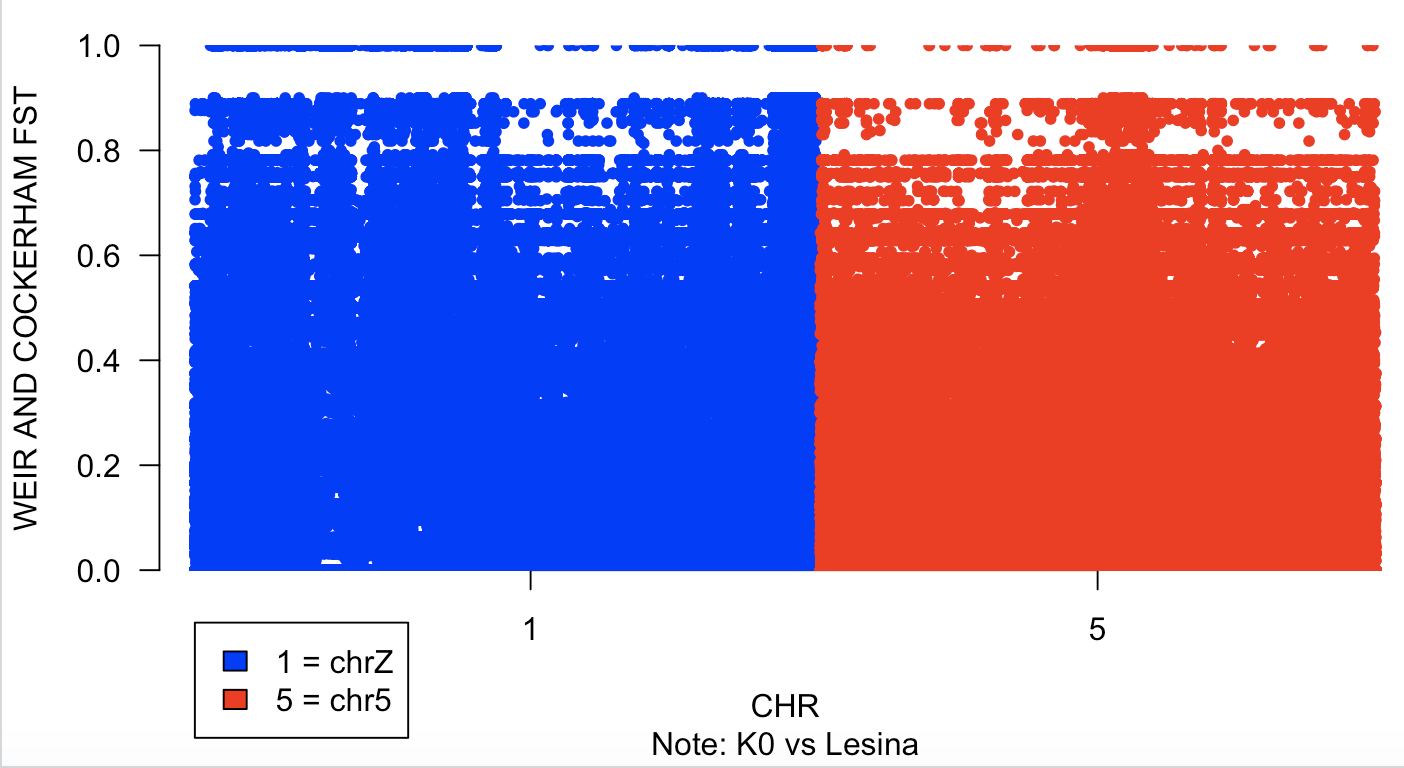 WEIR AND COCKERHAM FST
1.0
0.8
0.6
0.4
0.2
0.0
1
5
1 = chrZ
5 = chr5
CHR
Note: K0 vs Lesina